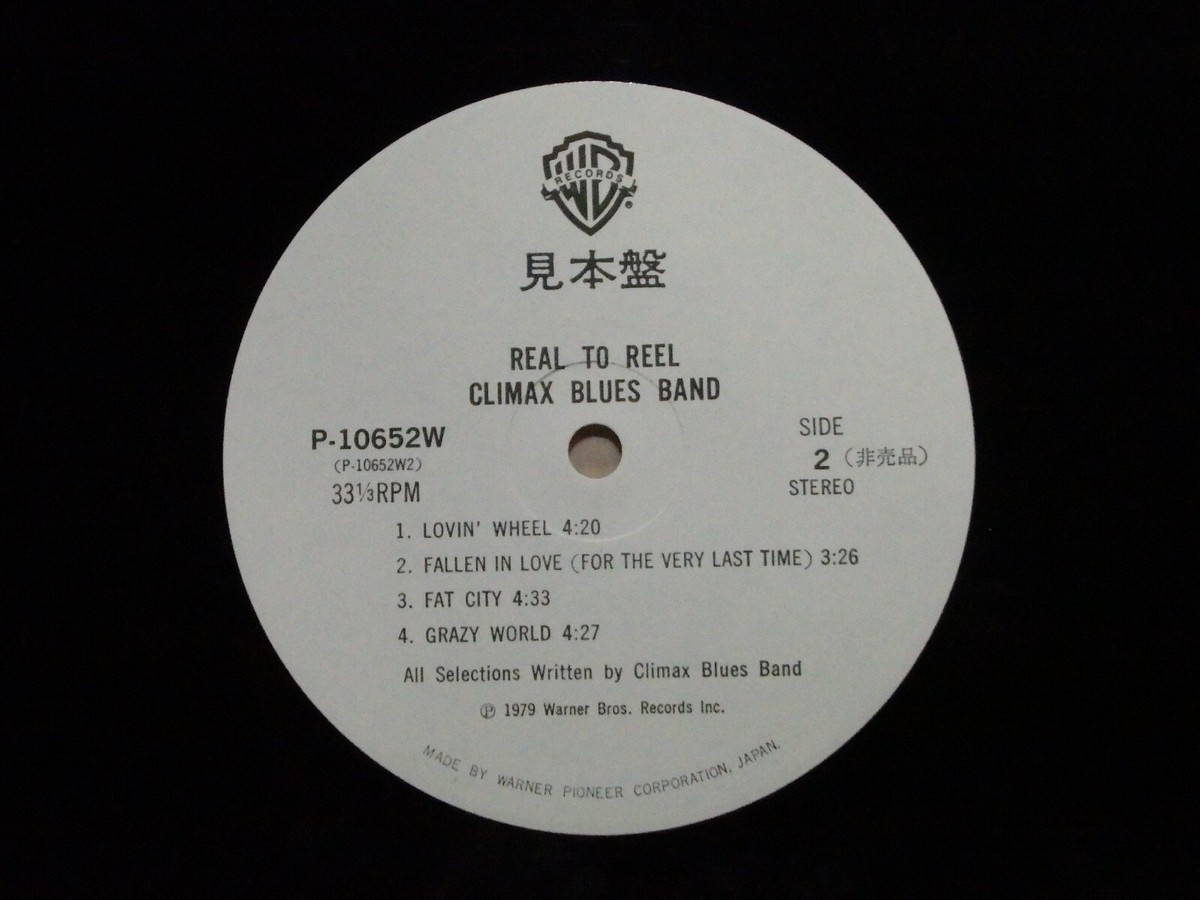 WB
RECORDS
®
見本盤
REAL TO REEL
CLIMAX BLUES BAND
P-10652W
(P-10652W2)
33⅓RPM
SIDE
2 (非売品)
STEREO
1. LOVIN' WHEEL 4:20
2. FALLEN IN LOVE (FOR THE VERY LAST TIME) 3:26
3. FAT CITY 4:33
4. GRAZY WORLD 4:27
All Selections Written by Climax Blues Band
℗ 1979 Warner Bros. Records Inc.
MADE BY WARNER PIONEER CORPORATION, JAPAN.